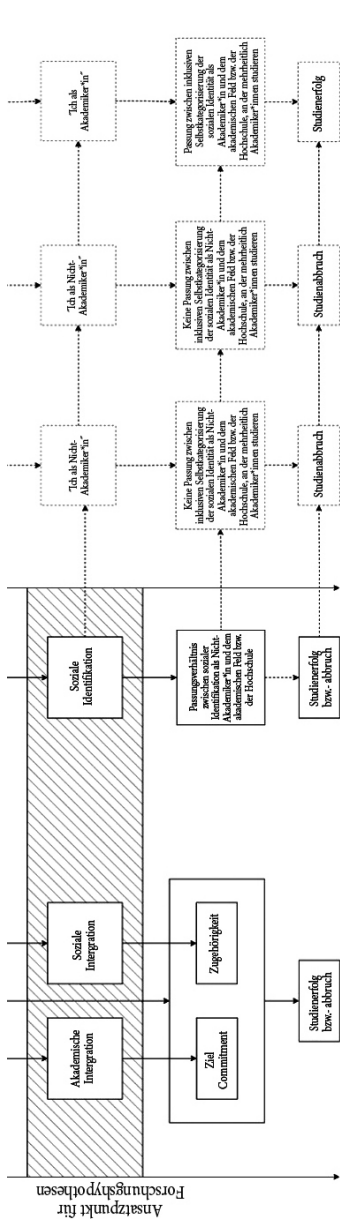 Ansatzpunkt für
Forschungshypothesen
Akademische
Intergration
Soziale
Intergration
Soziale
Identifikation
"Ich als Nicht-
Akademiker*in"
"Ich als Nicht-
Akademiker*in"
"Ich als
Akademiker*in"
Ziel
Commitment
Zugehörigkeit
Passungsverhältnis
zwischen sozialer
Identifikation als Nicht-
Akademiker*in und dem
akademischen Feld bzw.
der Hochschule
Keine Passung zwischen
inklusiven Selbstkategorisierung
der sozialen Identität als Nicht-
Akademiker*in und dem
akademischen Feld bzw. der
Hochschule, an der mehrheitlich
Akademiker*innen studieren
Keine Passung zwischen
inklusiven Selbstkategorisierung
der sozialen Identität als Nicht-
Akademiker*in und dem
akademischen Feld bzw. der
Hochschule, an der mehrheitlich
Akademiker*innen studieren
Passung zwischen inklusiven
Selbstkategorisierung der
sozialen Identität als
Akademiker*in und dem
akademischen Feld bzw. der
Hochschule, an der mehrheitlich
Akademiker*innen studieren
Studienerfolg
bzw.- abbruch
Studienerfolg
bzw.- abbruch
Studienabbruch
Studienabbruch
Studienerfolg